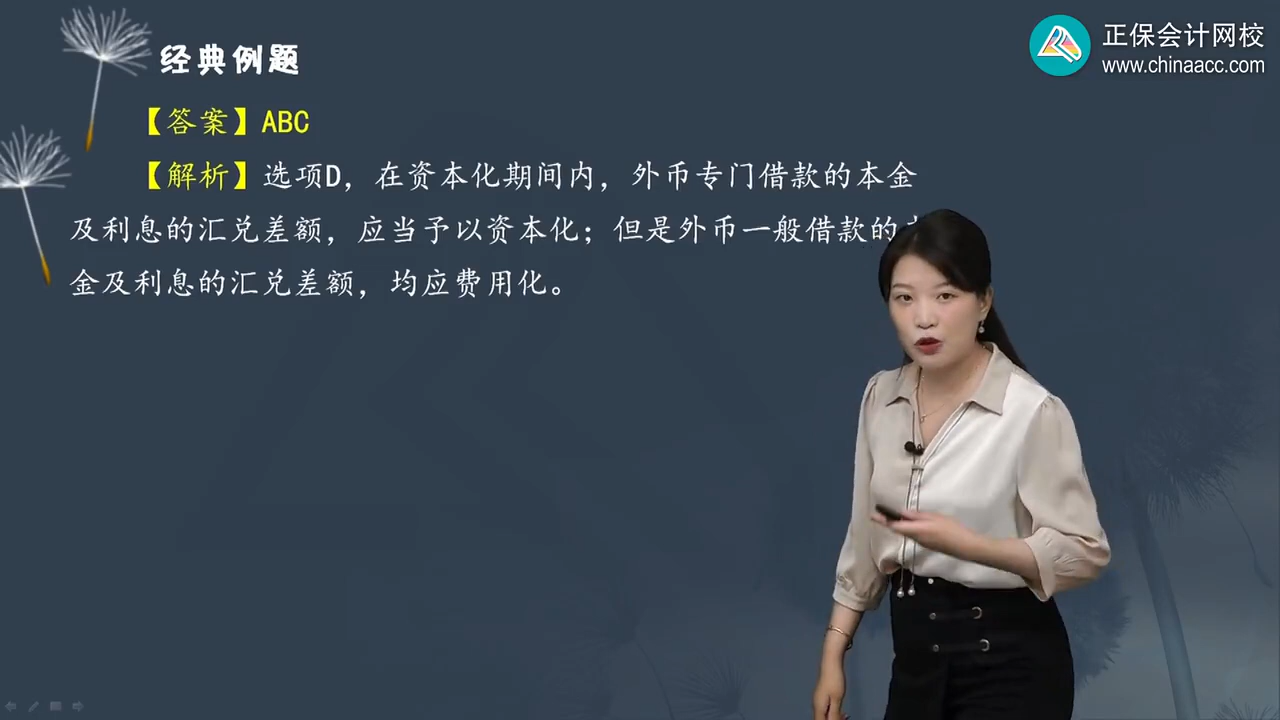 正保会计网校
www.chinaacc.com
经典例题
【答案】ABC
【解析】选项D，在资本化期间内，外币专门借款的本金
及利息的汇兑差额，应当予以资本化；但是外币一般借款的
金及利息的汇兑差额，均应费用化。